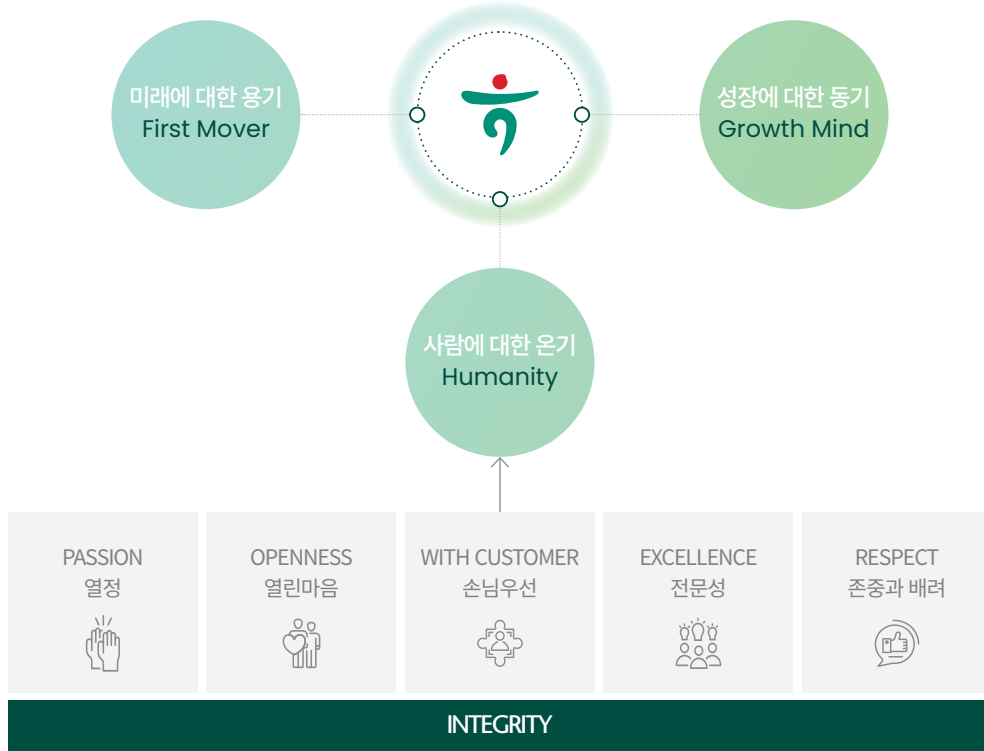 미래에 대한 용기
First Mover
성장에 대한 동기
Growth Mind
사람에 대한 온기
Humanity
PASSION
열정
OPENNESS
열린마음
WITH CUSTOMER
손님우선
EXCELLENCE
전문성
RESPECT
존중과 배려
INTEGRITY